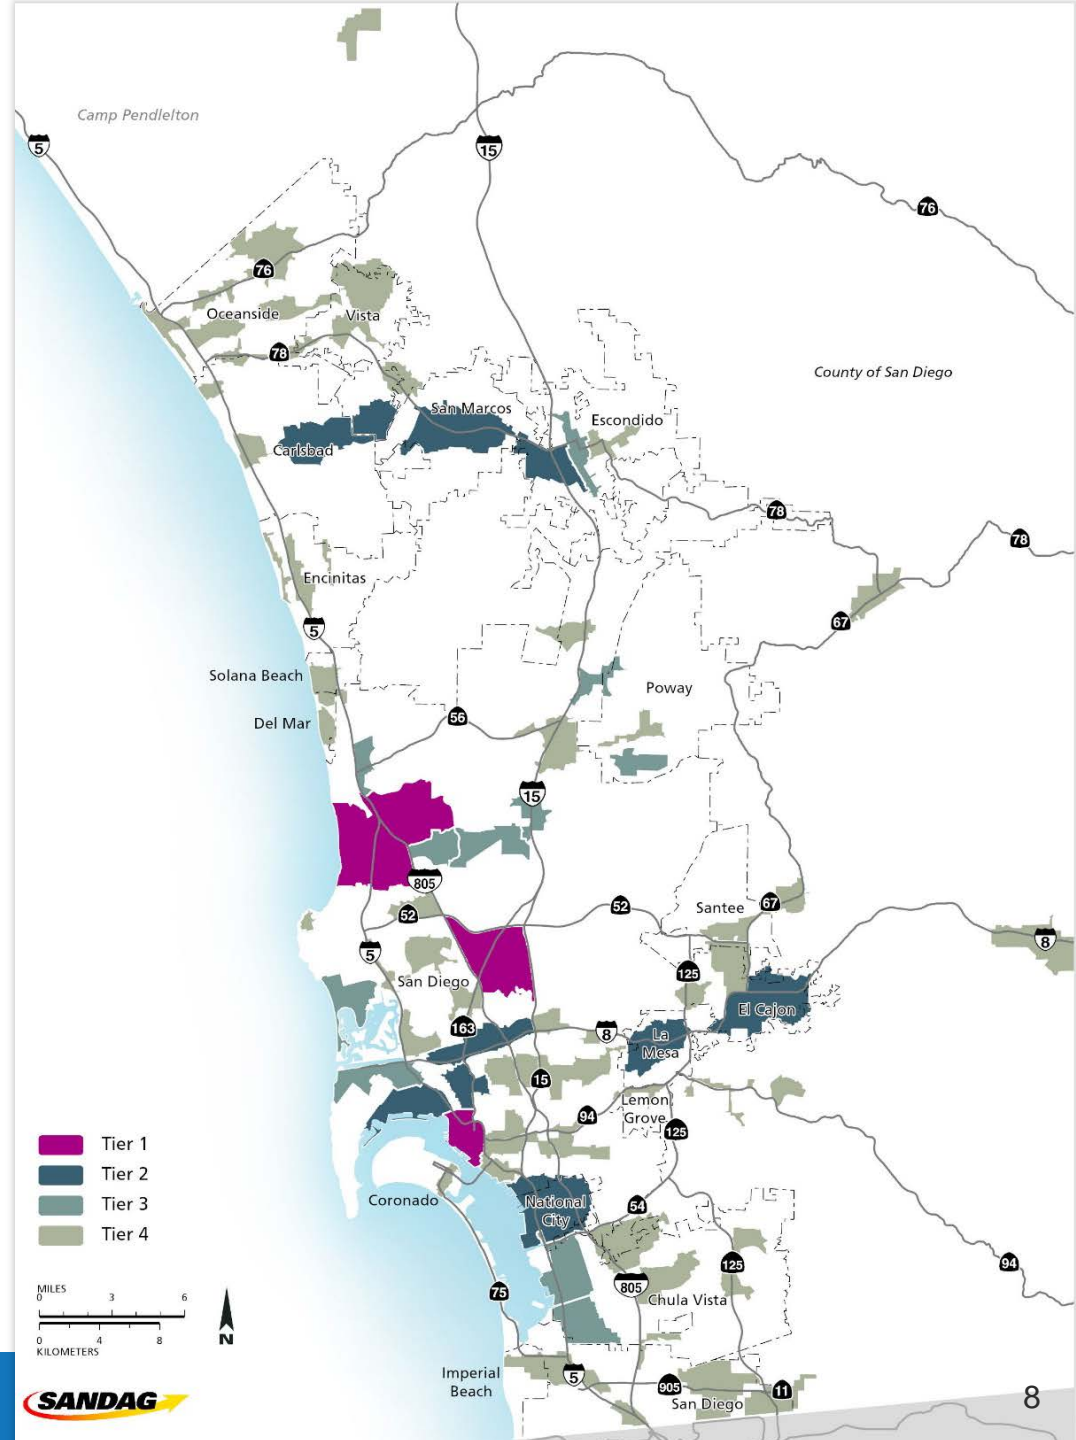 Camp Pendlelton
5
15
76
76
Oceanside
Vista
78
County of San Diego
San Marcos
Escondido
Carlsbad
78
78
Encinitas
67
5
Solana Beach
Poway
Del Mar
56
15
805
52
52
Santee
67
5
8
125
San Diego
El Cajon
163
8
La
Mesa
15
Lemon
Grove
94
125
Tier 1
Tier 2
Tier 3
Tier 4
Coronado
National
City
54
125
94
75
805
Chula Vista
MILES
0 3 6
0 4 8
KILOMETERS
N
Imperial
Beach
5
905
11
San Diego
SANDAG
8